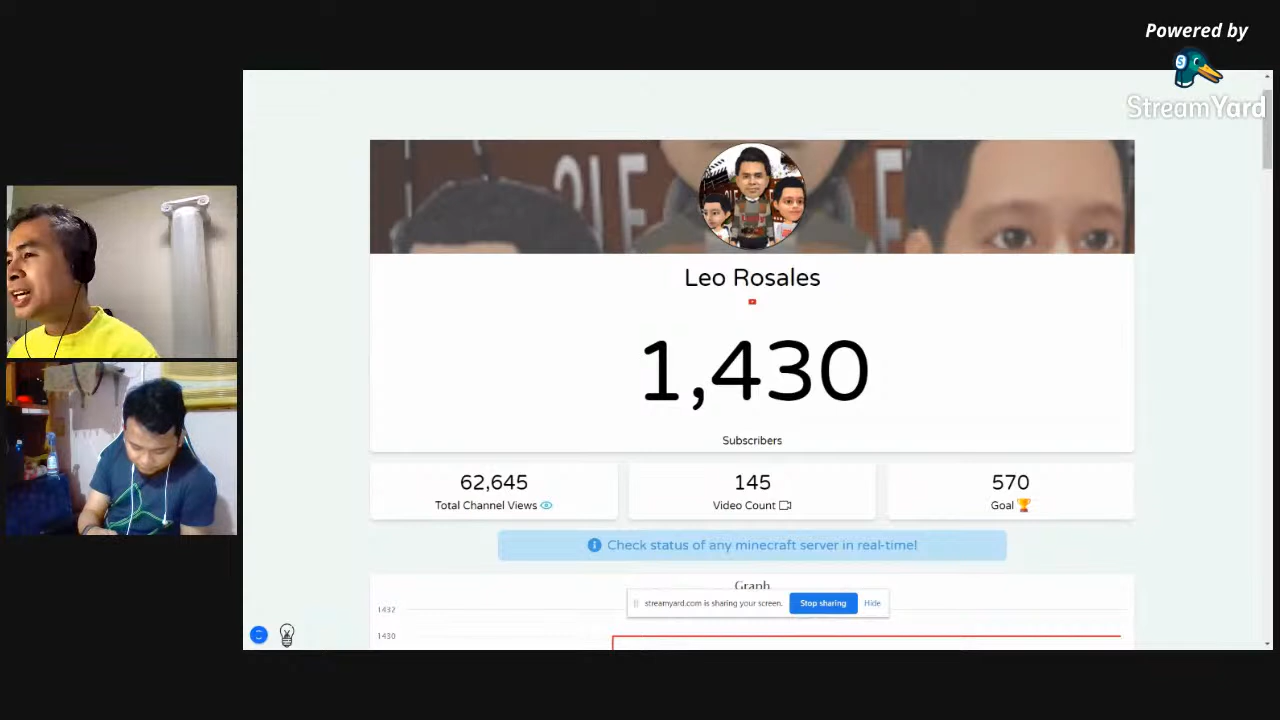 Powered by
StreamYard
Leo Rosales
1,430
Subscribers
62,645
Total Channel Views
145
Video Count
570
Goal
Check status of any minecraft server in real-time!
Graph
1432
streamyard.com is sharing your screen.
Stop sharing
Hide
1430